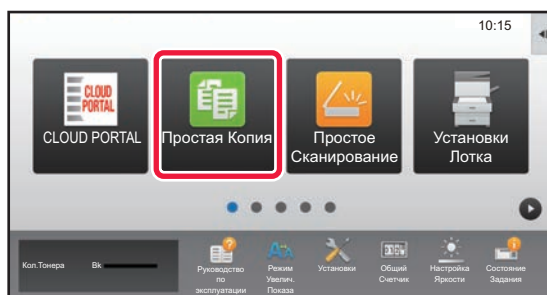 10:15
CLOUD
PORTAL
CLOUD PORTAL
Простая Копия
Простое
Сканирование
Установки
Лотка
Кол.Тонера
Bk
Руководство
по
эксплуатации
Режим
Увелич.
Показа
Установки
Общий
Счетчик
Настройка
Яркости
Состояние
Задания